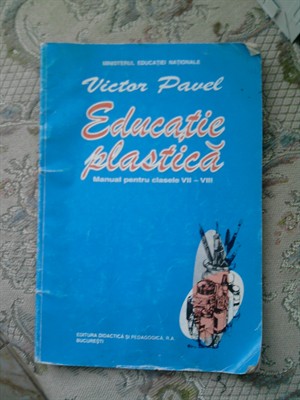 MINISTERUL EDUCAȚIEI NAȚIONALE
Victor Pavel
Educație
plastică
Manual pentru clasele VII - VIII
EDITURA DIDACTICĂ ȘI PEDAGOGICĂ, R.A.
BUCUREȘTI